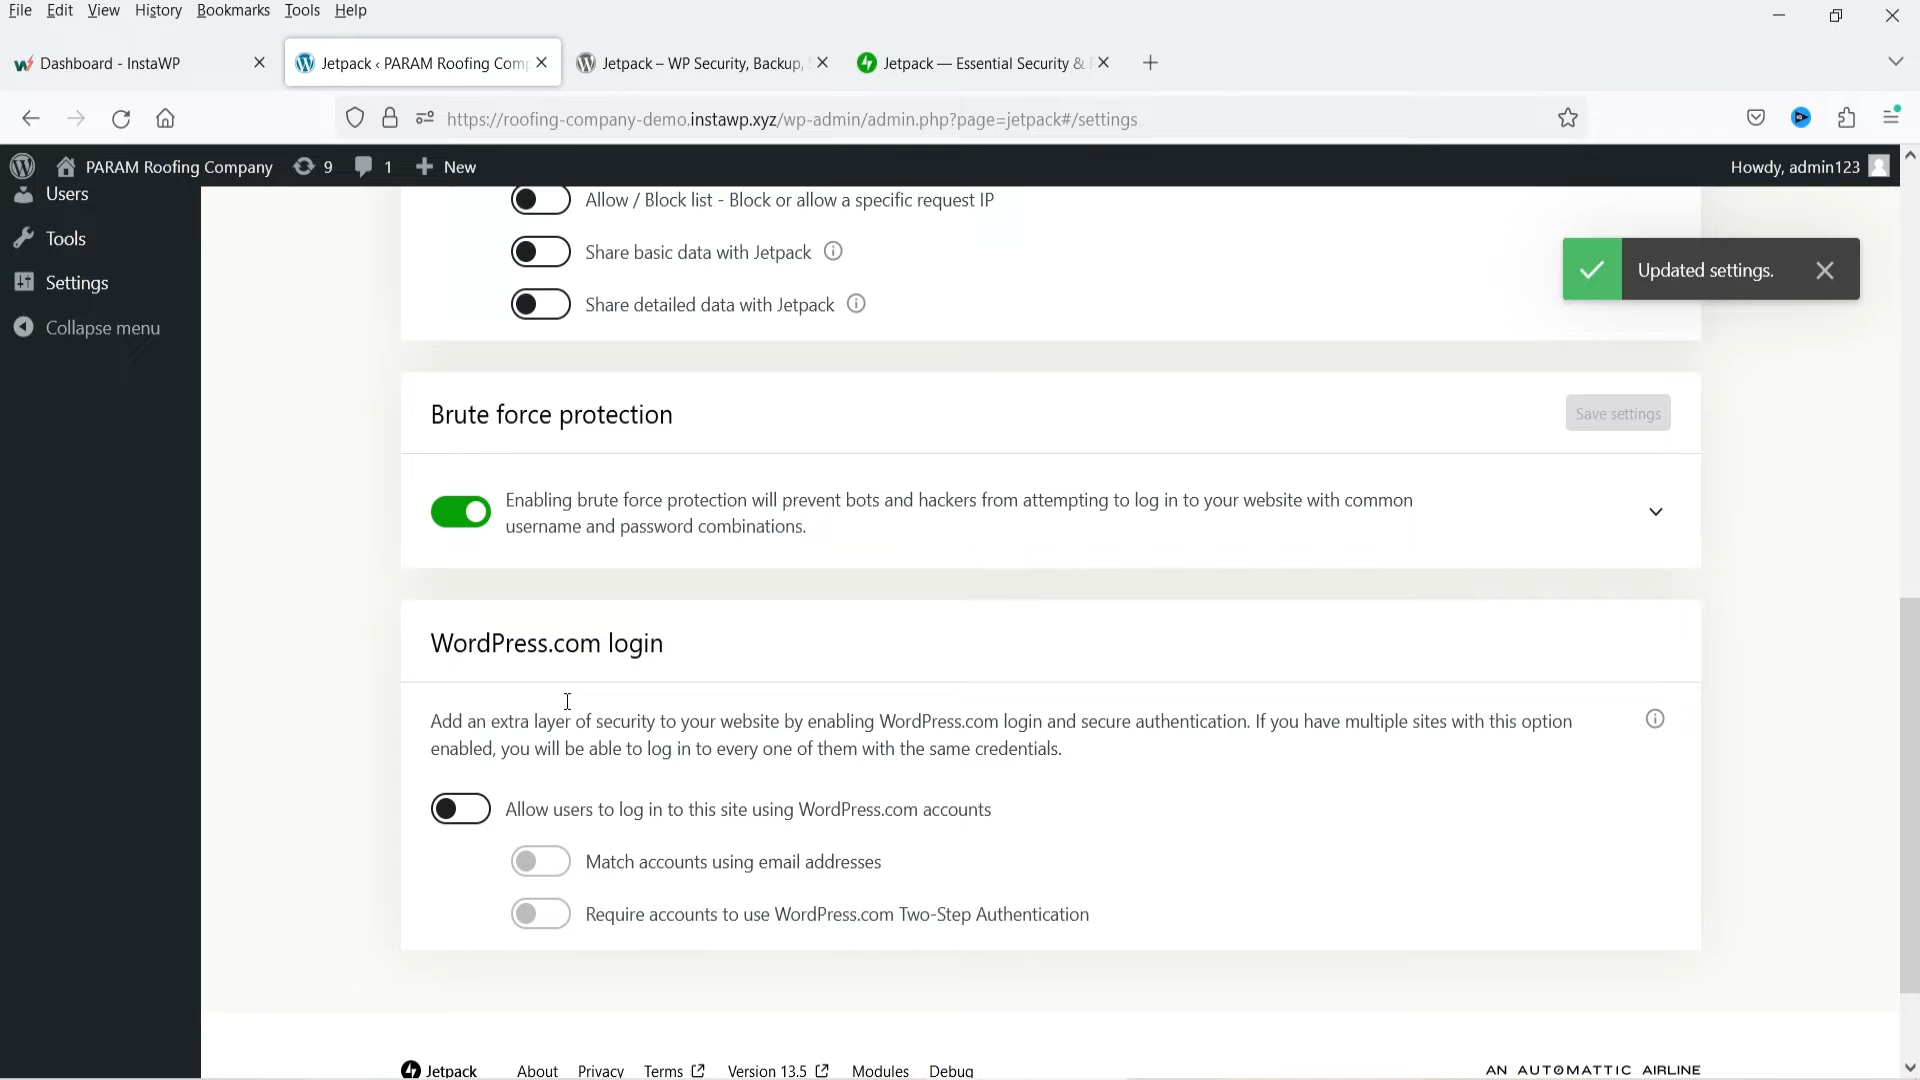 File Edit View History Bookmarks Tools Help
Dashboard - InstaWP
Jetpack ‹ PARAM Roofing Comp
Jetpack – WP Security, Backup, S
Jetpack — Essential Security &
https://roofing-company-demo.instawp.xyz/wp-admin/admin.php?page=jetpack#/settings
PARAM Roofing Company 9 1 New Howdy, admin123
Users
Tools
Settings
Collapse menu
Allow / Block list - Block or allow a specific request IP
Share basic data with Jetpack
Share detailed data with Jetpack
Updated settings.
Brute force protection
Save settings
Enabling brute force protection will prevent bots and hackers from attempting to log in to your website with common
username and password combinations.
WordPress.com login
Add an extra layer of security to your website by enabling WordPress.com login and secure authentication. If you have multiple sites with this option
enabled, you will be able to log in to every one of them with the same credentials.
Allow users to log in to this site using WordPress.com accounts
Match accounts using email addresses
Require accounts to use WordPress.com Two-Step Authentication
Jetpack About Privacy Terms Version 13.5 Modules Debug AN AUTOMATTIC AIRLINE